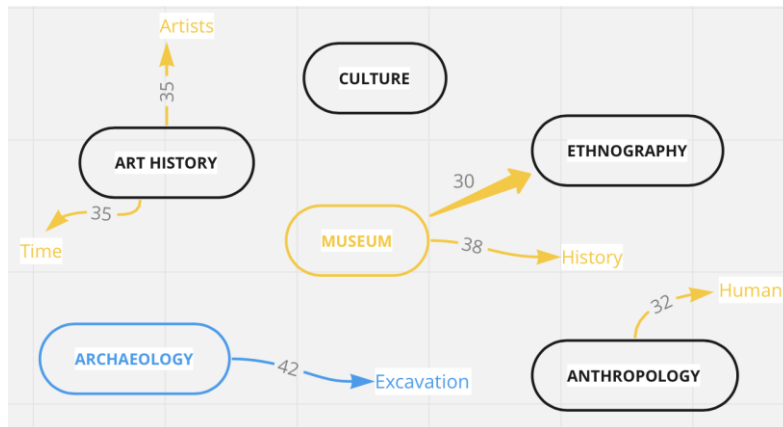 Artists
35
CULTURE
ART HISTORY
ETHNOGRAPHY
30
35
Time
MUSEUM
38
History
Human
32
ARCHAEOLOGY
42
Excavation
ANTHROPOLOGY